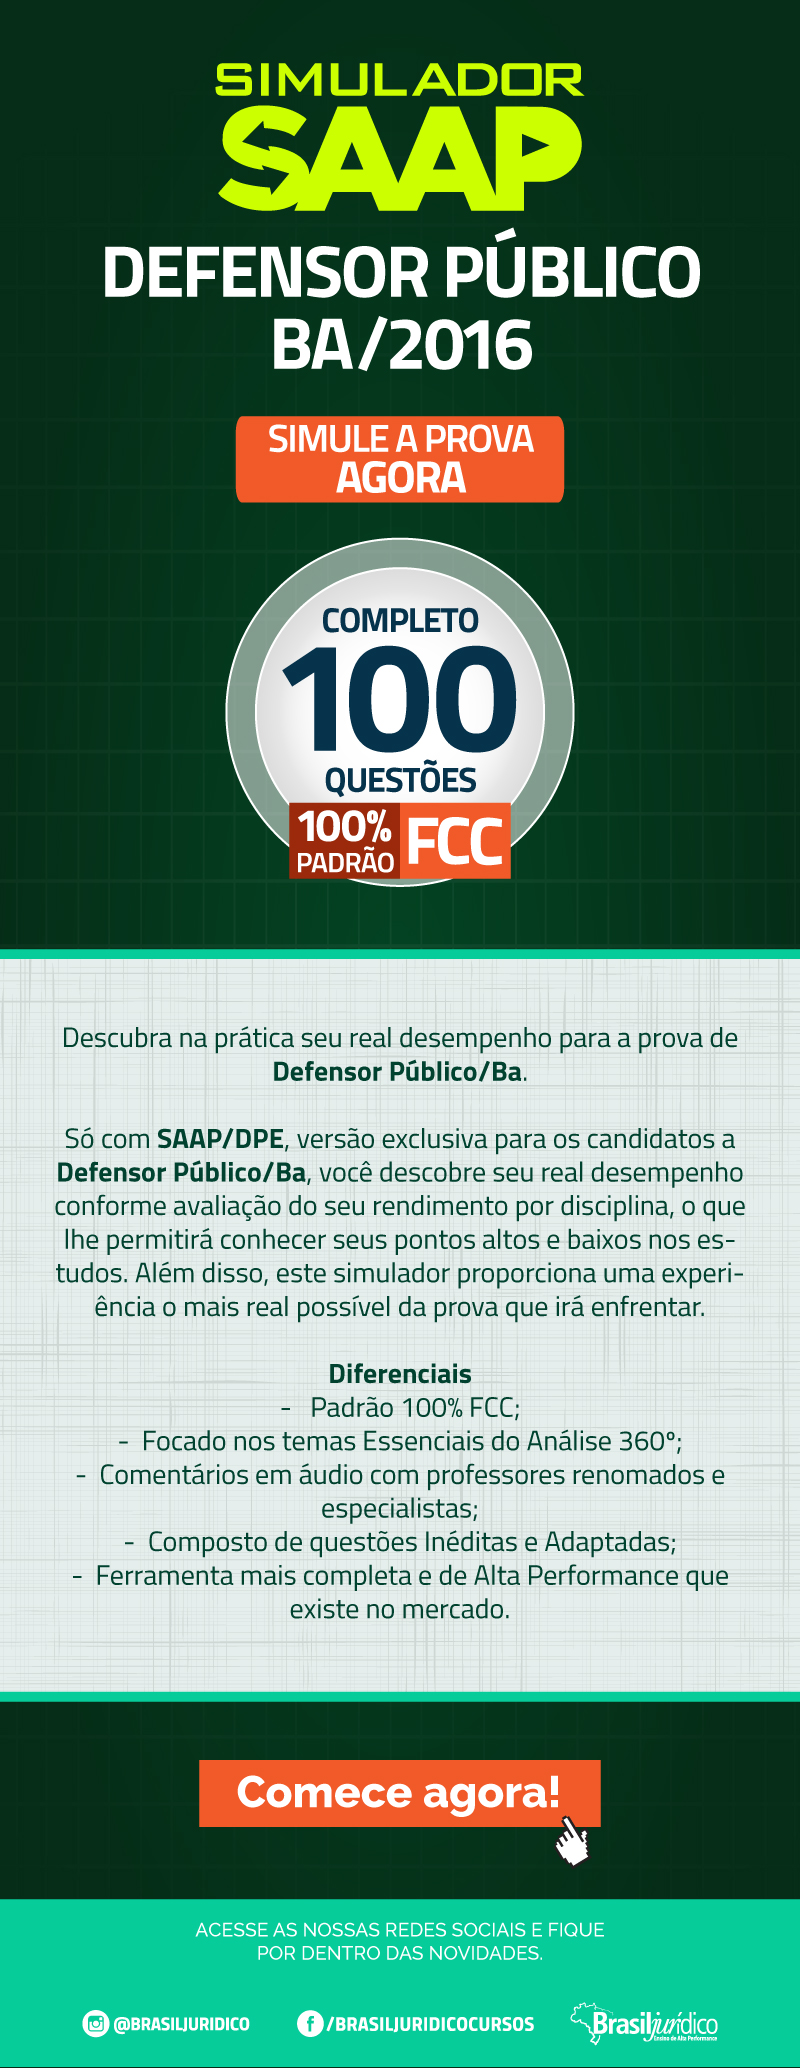 SIMULADOR
SAAP
DEFENSOR PÚBLICO
BA/2016
SIMULE A PROVA
AGORA
COMPLETO
100
QUESTÕES
100%
PADRÃO
FCC
Descubra na prática seu real desempenho para a prova de
Defensor Público/Ba.
Só com SAAP/DPE, versão exclusiva para os candidatos a
Defensor Público/Ba, você descobre seu real desempenho
conforme avaliação do seu rendimento por disciplina, o que
lhe permitirá conhecer seus pontos altos e baixos nos es-
tudos. Além disso, este simulador proporciona uma experi-
ência o mais real possível da prova que irá enfrentar.
Diferenciais
- Padrão 100% FCC;
- Focado nos temas Essenciais do Análise 360º;
- Comentários em áudio com professores renomados e
especialistas;
- Composto de questões Inéditas e Adaptadas;
- Ferramenta mais completa e de Alta Performance que
existe no mercado.
Comece agora!
ACESSE AS NOSSAS REDES SOCIAIS E FIQUE
POR DENTRO DAS NOVIDADES.
@BRASILJURIDICO
/BRASILJURIDICOCURSOS
Brasiljurídico
Ensino de Alta Performance